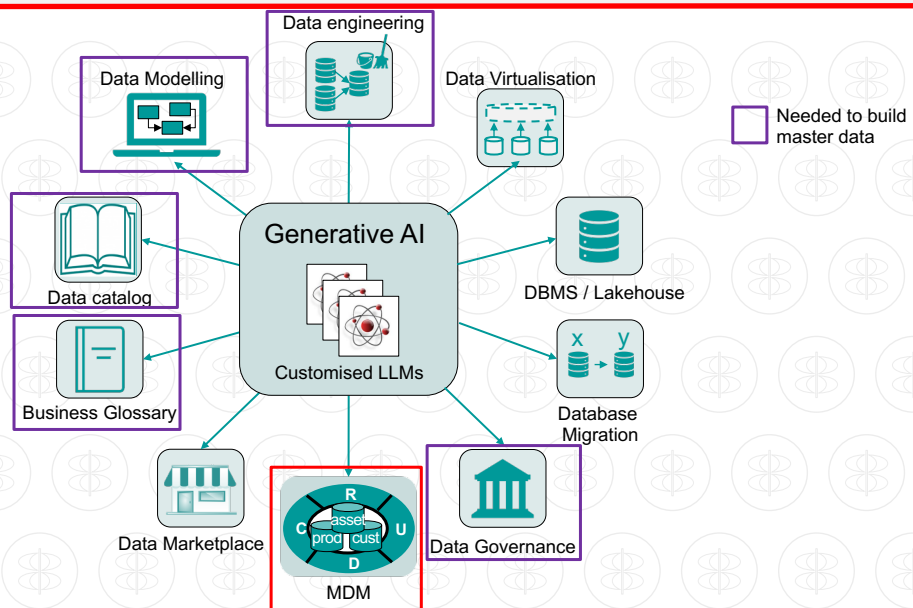 Data engineering
Data Modelling
Data Virtualisation
Needed to build
master data
Generative AI
Customised LLMs
Data catalog
DBMS / Lakehouse
x y
Business Glossary
Database
Migration
R
C
U
D
asset
prod cust
Data Marketplace
Data Governance
MDM